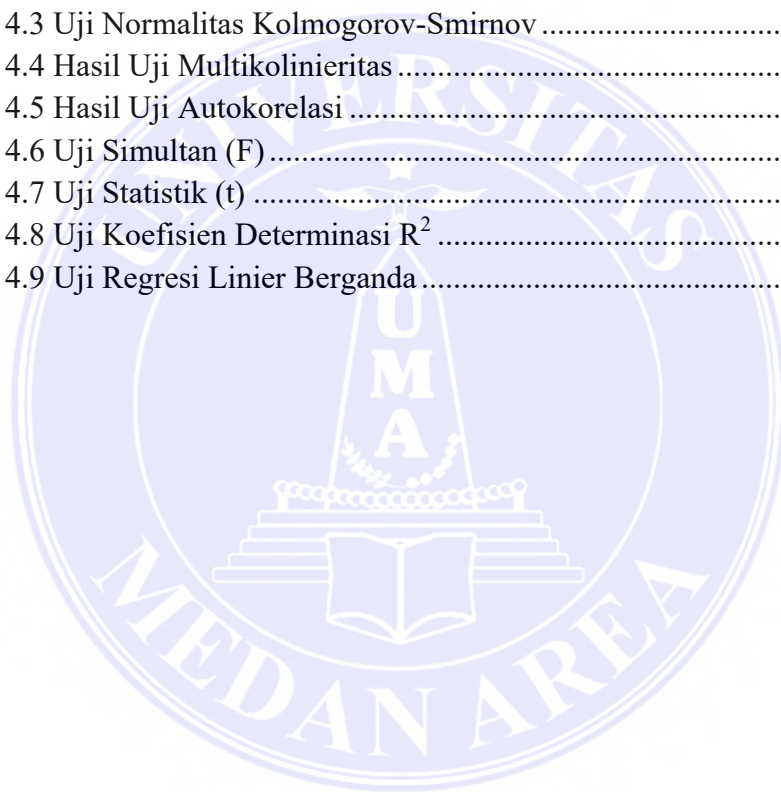 4.3 Uji Normalitas Kolmogorov-Smirnov ..............................
4.4 Hasil Uji Multikolinieritas ................................................
4.5 Hasil Uji Autokorelasi ......................................................
4.6 Uji Simultan (F) ................................................................
4.7 Uji Statistik (t) ..................................................................
4.8 Uji Koefisien Determinasi R² ...........................................
4.9 Uji Regresi Linier Berganda .............................................
UNIVERSITAS
UMA
MEDAN AREA